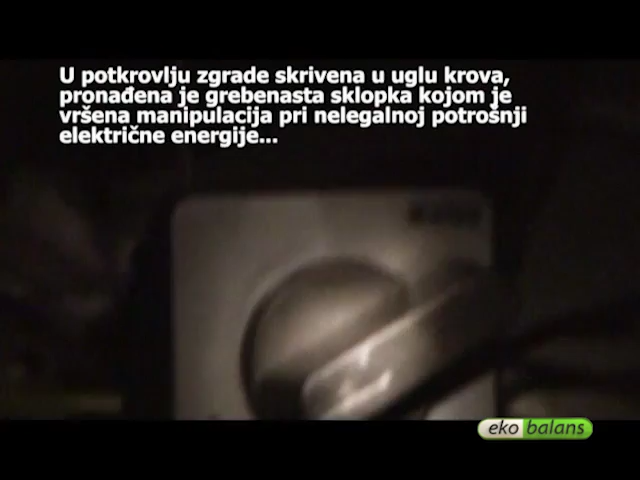 U potkrovlju zgrade skrivena u uglu krova,
pronađena je grebenasta sklopka kojom je
vršena manipulacija pri nelegalnoj potrošnji
električne energije...
eko balans